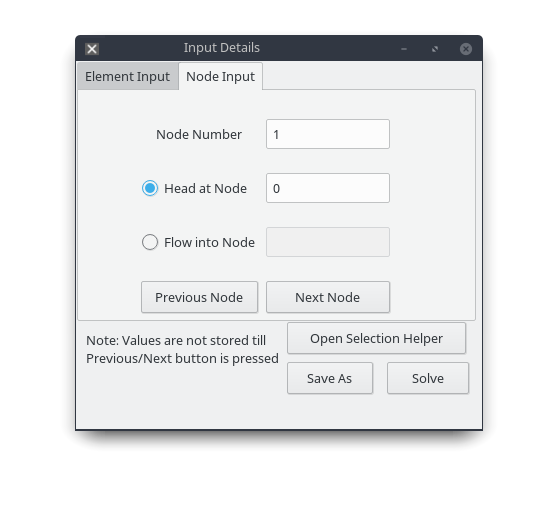 Input Details
Element Input Node Input
Node Number 1
Head at Node 0
Flow into Node
Previous Node Next Node
Note: Values are not stored till
Previous/Next button is pressed
Open Selection Helper
Save As Solve